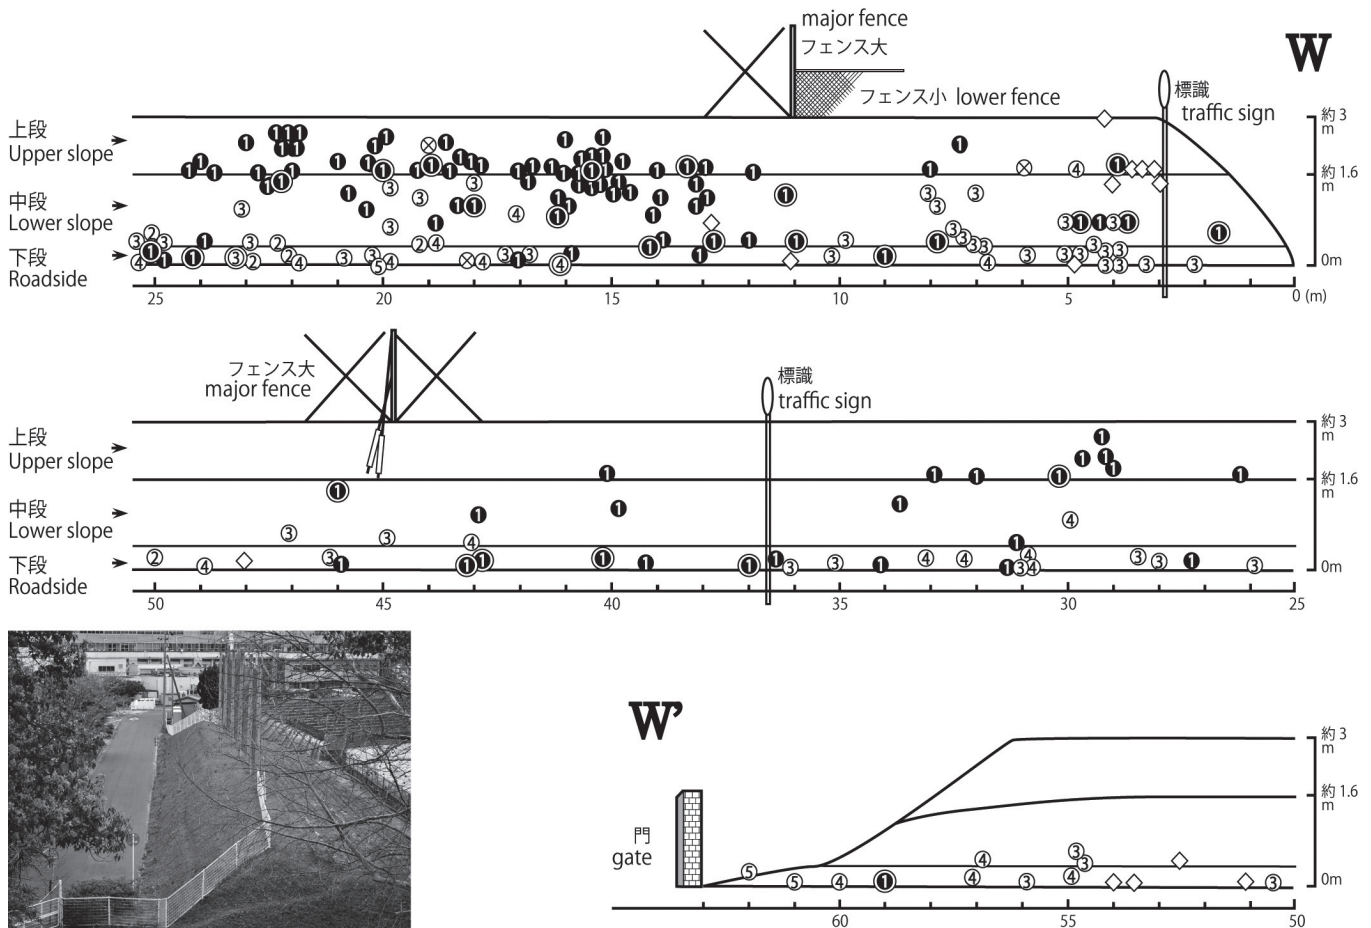 major fence
フェンス大
フェンス小 lower fence
W
標識
traffic sign
約 3 m
約 1.6 m
0m
上段
Upper slope
中段
Lower slope
下段
Roadside
25 20 15 10 5 0 (m)
フェンス大
major fence
標識
traffic sign
約 3 m
約 1.6 m
0m
上段
Upper slope
中段
Lower slope
下段
Roadside
50 45 40 35 30 25
W’
門
gate
約 3 m
約 1.6 m
0m
60 55 50